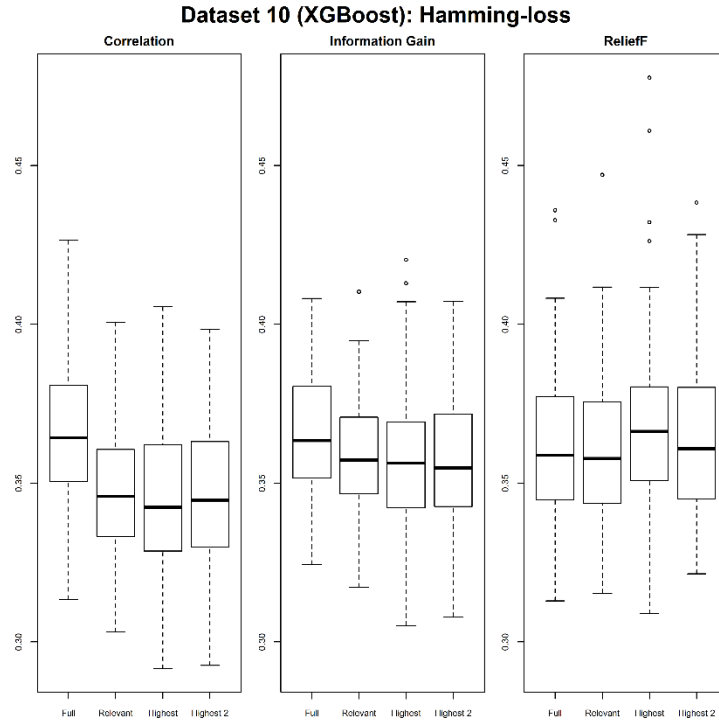 Dataset 10 (XGBoost): Hamming-loss
Correlation
Information Gain
ReliefF
0.45
0.40
0.35
0.30
0.45
0.40
0.35
0.30
0.45
0.40
0.35
0.30
Full Relevant Highest Highest 2
Full Relevant Highest Highest 2
Full Relevant Highest Highest 2